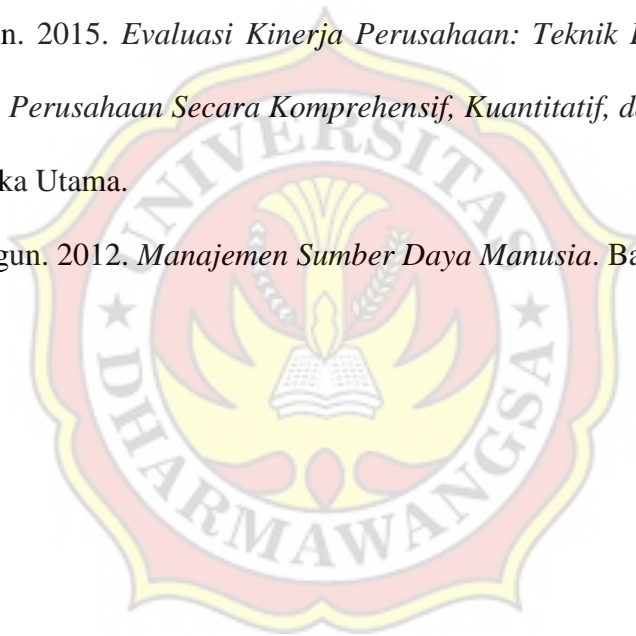 n. 2015. Evaluasi Kinerja Perusahaan: Teknik
Perusahaan Secara Komprehensif, Kuantitatif, d
ka Utama.
gun. 2012. Manajemen Sumber Daya Manusia. Ba
UNIVERSITAS
DHARMAWANGSA